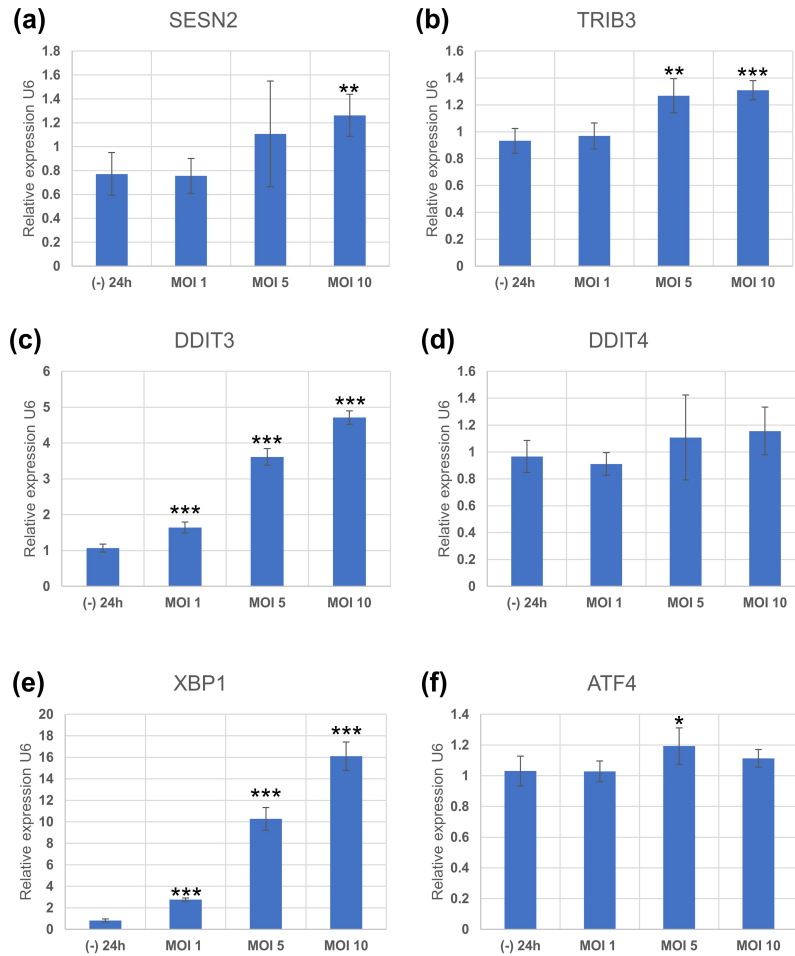 (a)
SESN2
Relative expression U6
1.8
1.6
1.4
1.2
1
0.8
0.6
0.4
0.2
0
**
(-) 24h MOI 1 MOI 5 MOI 10
(b)
TRIB3
Relative expression U6
1.6
1.4
1.2
1
0.8
0.6
0.4
0.2
0
** ***
(-) 24h MOI 1 MOI 5 MOI 10
(c)
DDIT3
Relative expression U6
6
5
4
3
2
1
0
*** *** ***
(-) 24h MOI 1 MOI 5 MOI 10
(d)
DDIT4
Relative expression U6
1.6
1.4
1.2
1
0.8
0.6
0.4
0.2
0
(-) 24h MOI 1 MOI 5 MOI 10
(e)
XBP1
Relative expression U6
20
18
16
14
12
10
8
6
4
2
0
*** *** ***
(-) 24h MOI 1 MOI 5 MOI 10
(f)
ATF4
Relative expression U6
1.4
1.2
1
0.8
0.6
0.4
0.2
0
*
(-) 24h MOI 1 MOI 5 MOI 10